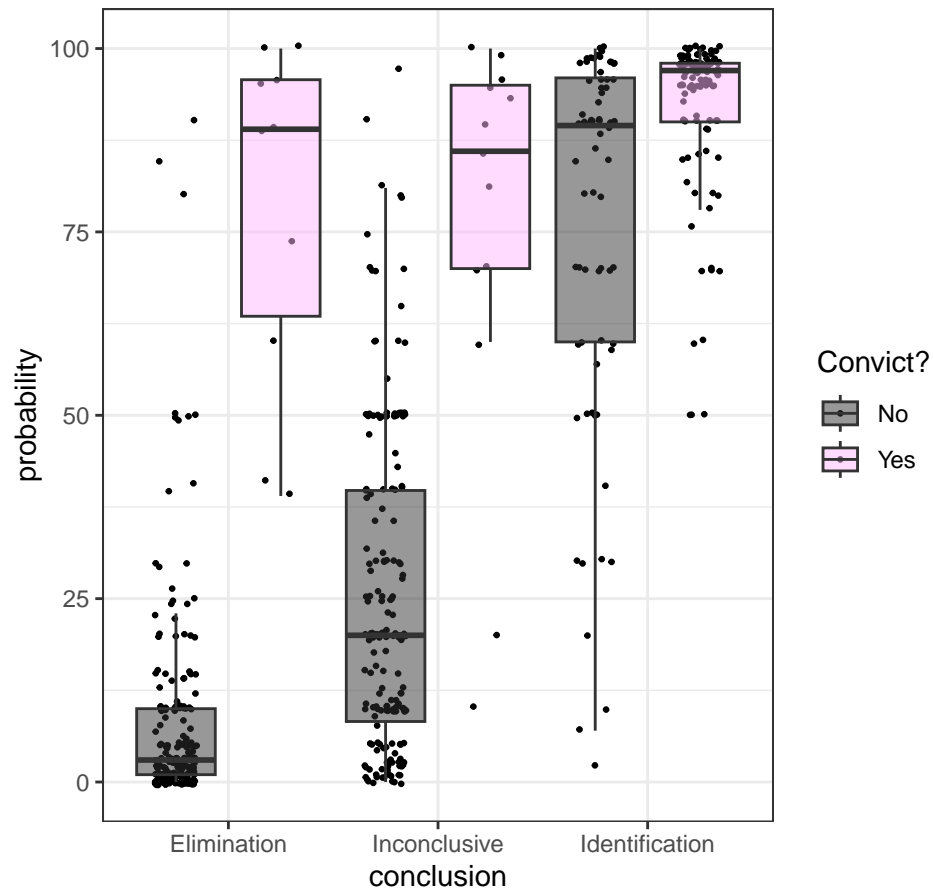 100
75
50
25
0
probability
Elimination
Inconclusive
Identification
conclusion
Convict?
No
Yes